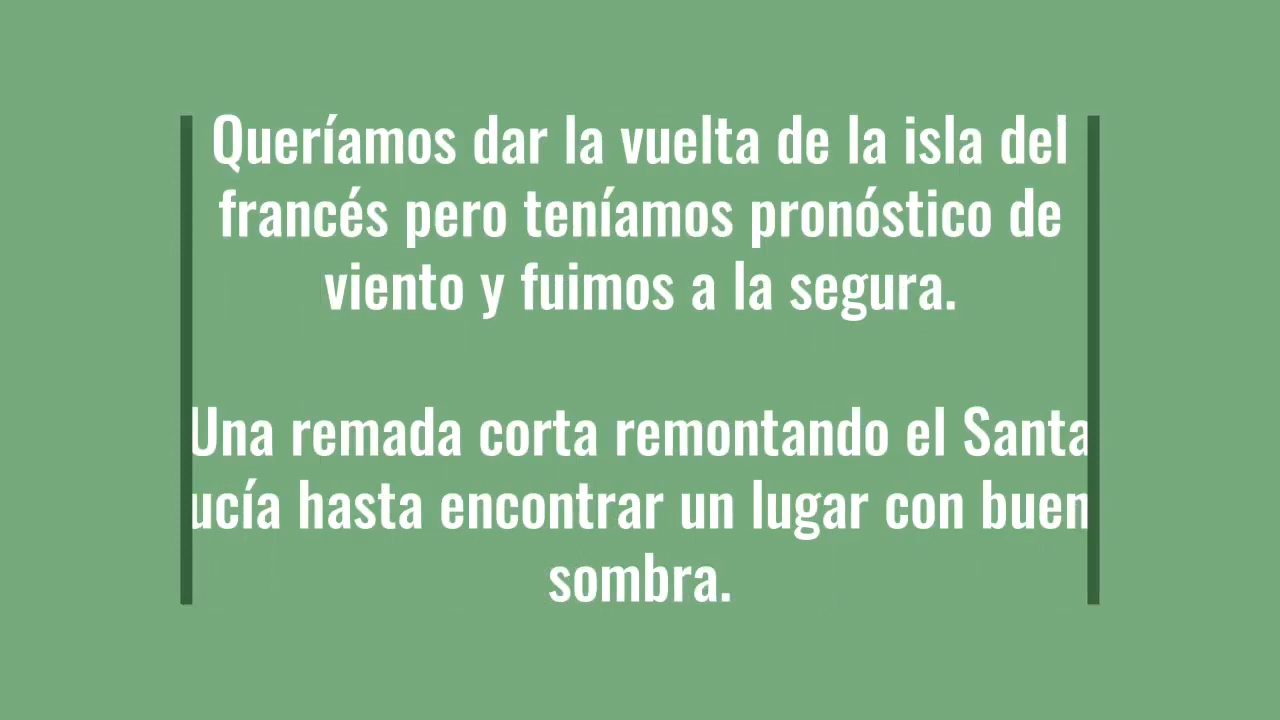 Queríamos dar la vuelta de la isla del
francés pero teníamos pronóstico de
viento y fuimos a la segura.
Una remada corta remontando el Santa
ucía hasta encontrar un lugar con buen
sombra.